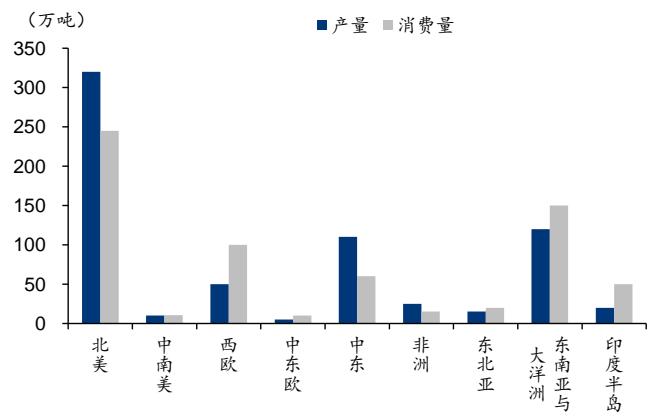 （万吨）
产量 消费量
350
300
250
200
150
100
50
0
北美
中南美
西欧
中东欧
中东
非洲
东北亚
东南亚与
大洋洲
印度半岛